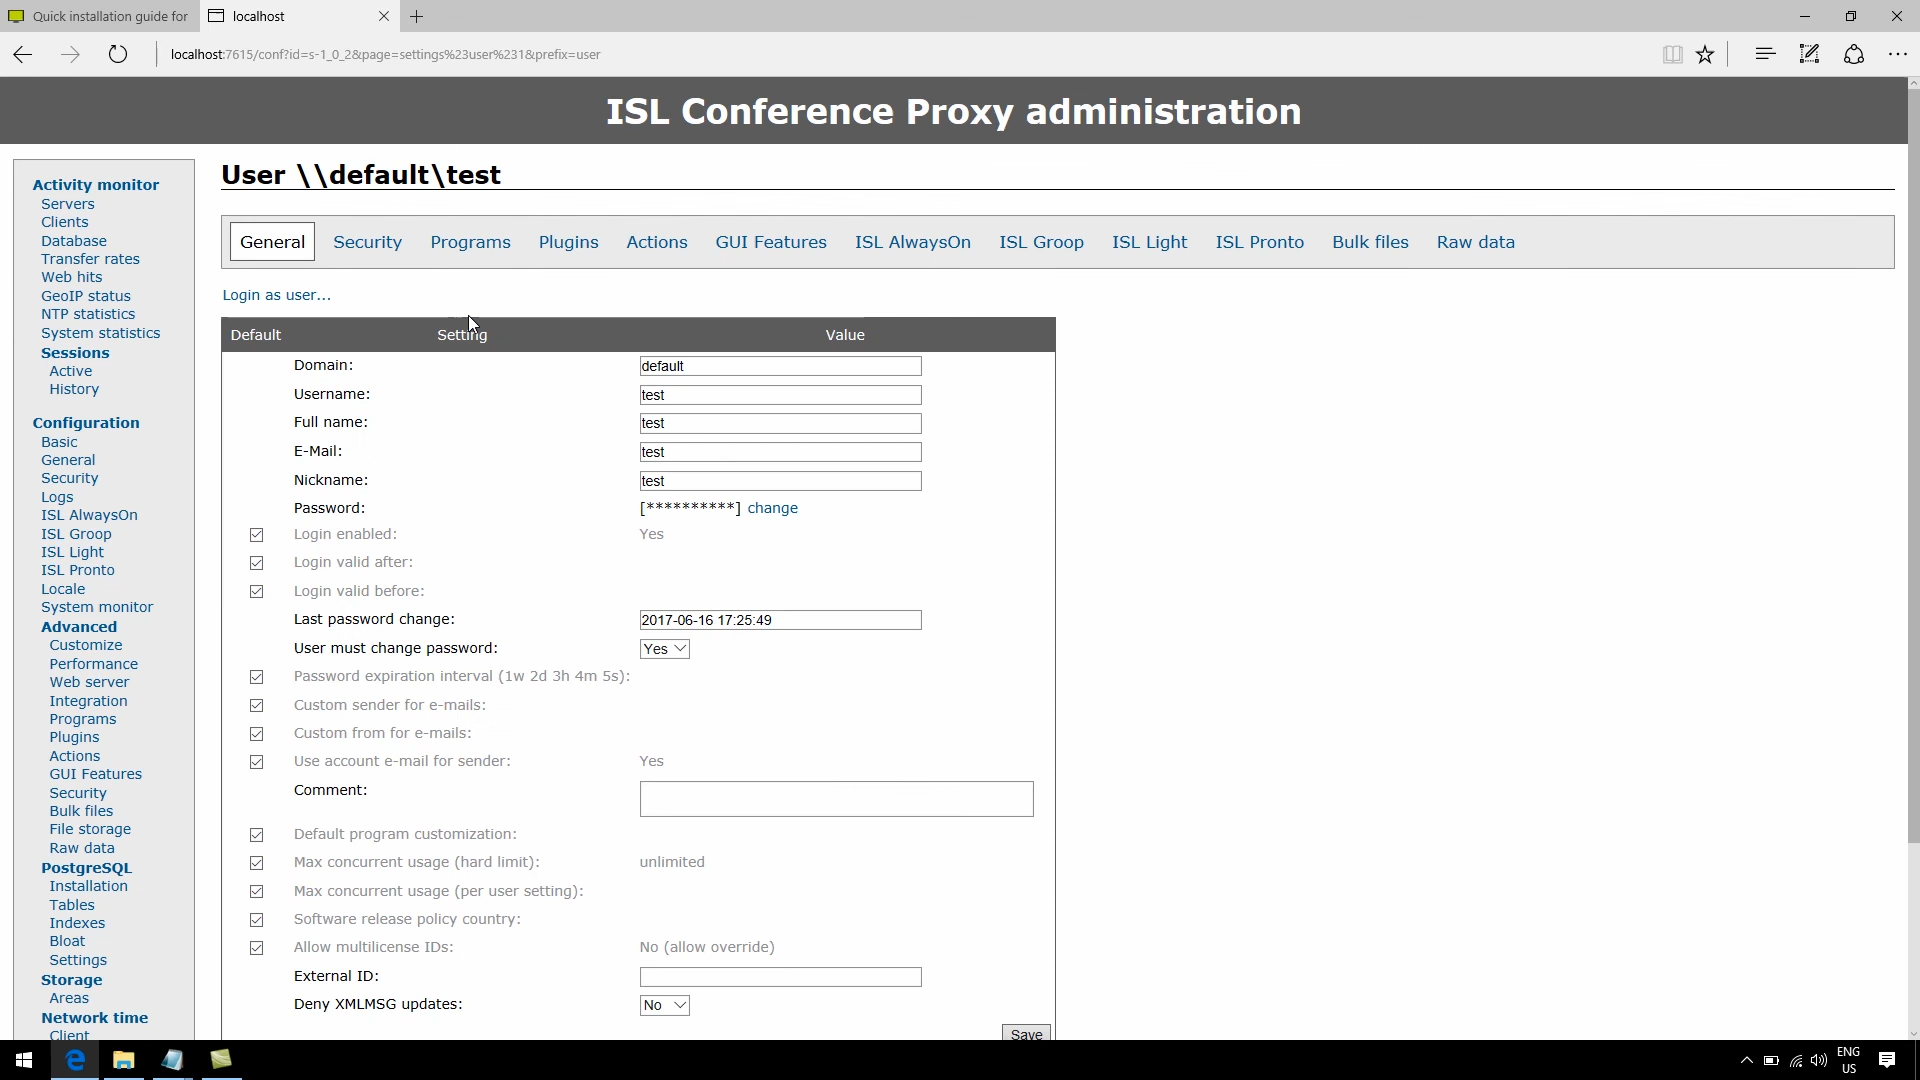 Quick installation guide for
localhost
localhost:7615/conf?id=s-1_0_2&page=settings%23user%231&prefix=user
ISL Conference Proxy administration
Activity monitor
Servers
Clients
Database
Transfer rates
Web hits
GeoIP status
NTP statistics
System statistics
Sessions
Active
History
Configuration
Basic
General
Security
Logs
ISL AlwaysOn
ISL Groop
ISL Light
ISL Pronto
Locale
System monitor
Advanced
Customize
Performance
Web server
Integration
Programs
Plugins
Actions
GUI Features
Security
Bulk files
File storage
Raw data
PostgreSQL
Installation
Tables
Indexes
Bloat
Settings
Storage
Areas
Network time
Client
User \\default\test
General Security Programs Plugins Actions GUI Features ISL AlwaysOn ISL Groop ISL Light ISL Pronto Bulk files Raw data
Login as user...
Default Setting Value
Domain: default
Username: test
Full name: test
E-Mail: test
Nickname: test
Password: [**********] change
Login enabled: Yes
Login valid after:
Login valid before:
Last password change: 2017-06-16 17:25:49
User must change password: Yes
Password expiration interval (1w 2d 3h 4m 5s):
Custom sender for e-mails:
Custom from for e-mails:
Use account e-mail for sender: Yes
Comment:
Default program customization:
Max concurrent usage (hard limit): unlimited
Max concurrent usage (per user setting):
Software release policy country:
Allow multilicense IDs: No (allow override)
External ID:
Deny XMLMSG updates: No
Save
ENG
US